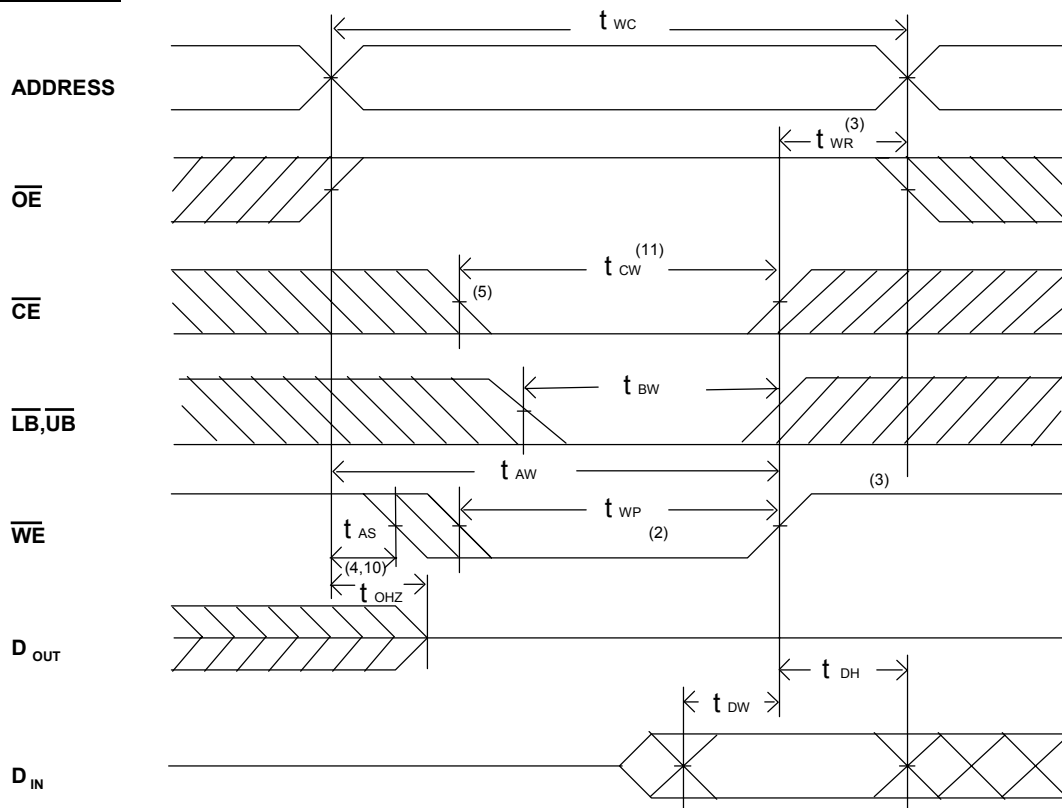 t WC
ADDRESS
t WR (3)
OE
t CW (11)
CE
(5)
t BW
LB,UB
t AW
(3)
WE
t AS
t WP (2)
(4,10)
t OHZ
D OUT
t DH
t DW
D IN